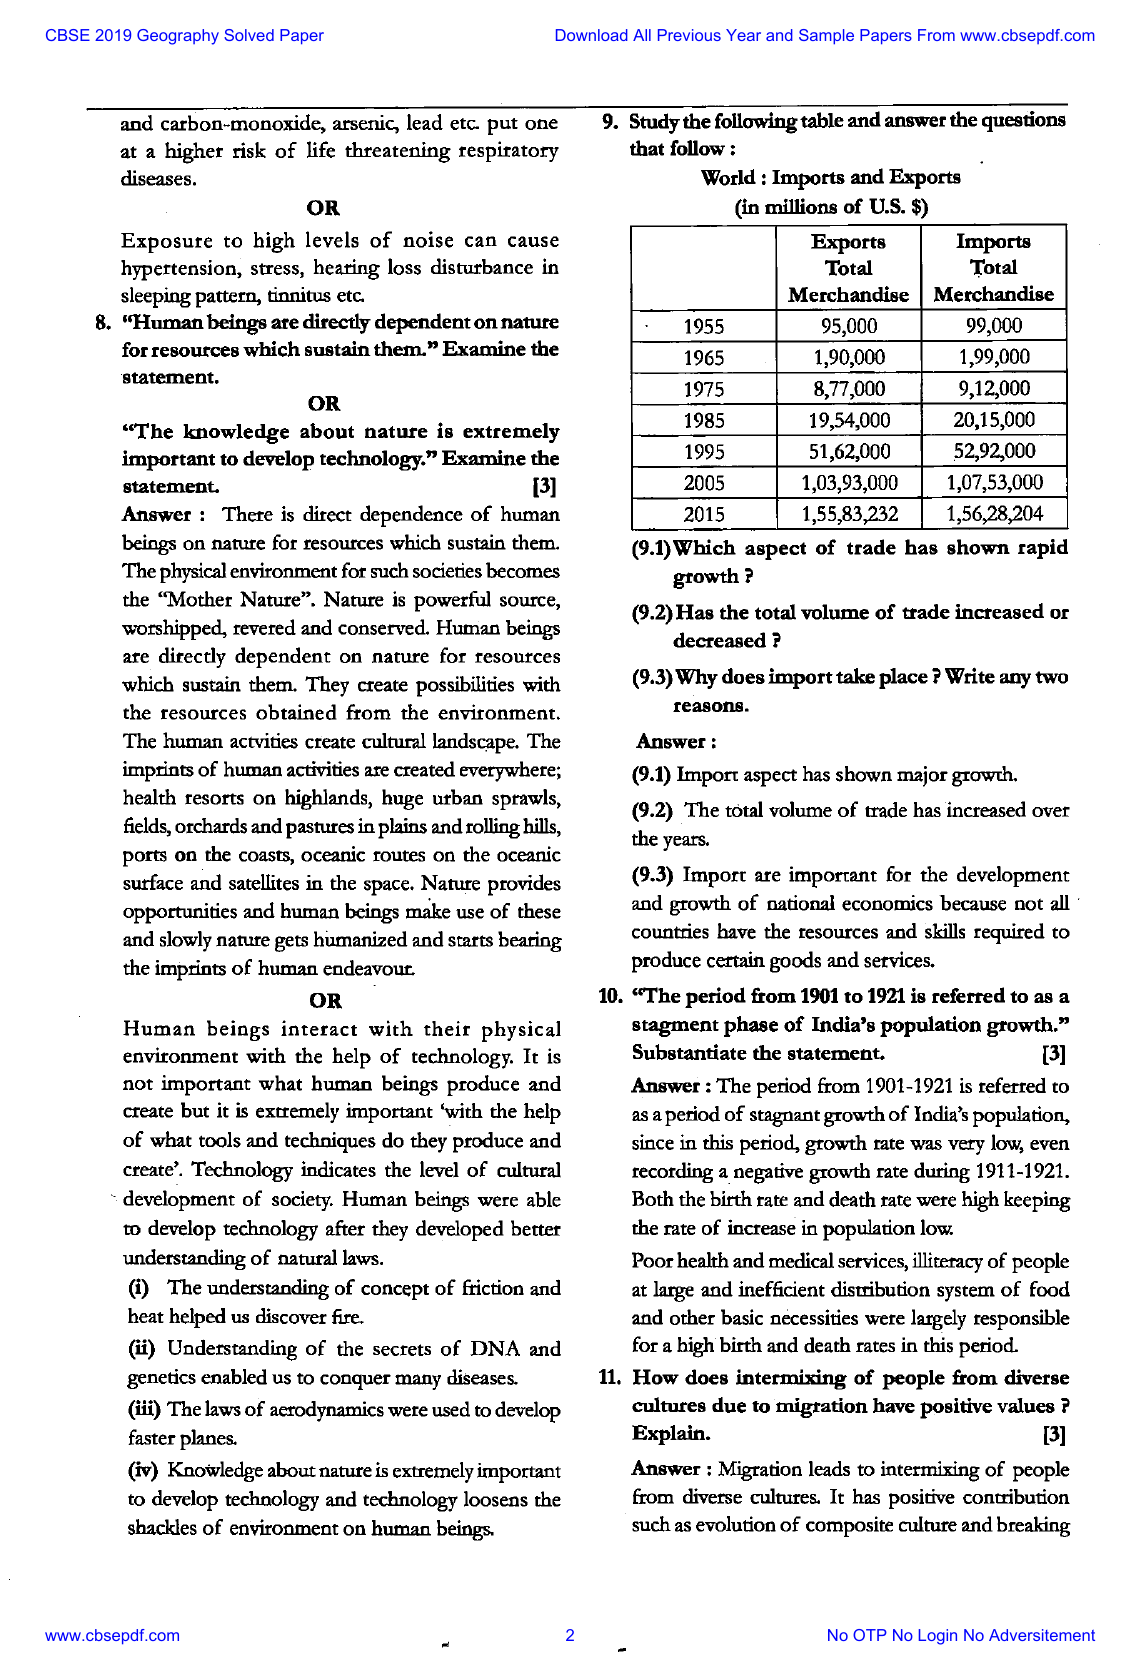 CBSE 2019 Geography Solved Paper
Download All Previous Year and Sample Papers From www.cbsepdf.com
and carbon-monoxide, arsenic, lead etc. put one
at a higher risk of life threatening respiratory
diseases.
OR
Exposure to high levels of noise can cause
hypertension, stress, hearing loss disturbance in
sleeping pattern, tinnitus etc.
8. “Human beings are directly dependent on nature
for resources which sustain them.” Examine the
statement.
OR
“The knowledge about nature is extremely
important to develop technology.” Examine the
statement. [3]
Answer : There is direct dependence of human
beings on nature for resources which sustain them.
The physical environment for such societies becomes
the “Mother Nature”. Nature is powerful source,
worshipped, revered and conserved. Human beings
are directly dependent on nature for resources
which sustain them. They create possibilities with
the resources obtained from the environment.
The human actvities create cultural landscape. The
imprints of human activities are created everywhere;
health resorts on highlands, huge urban sprawls,
fields, orchards and pastures in plains and rolling hills,
ports on the coasts, oceanic routes on the oceanic
surface and satellites in the space. Nature provides
opportunities and human beings make use of these
and slowly nature gets humanized and starts bearing
the imprints of human endeavour.
OR
Human beings interact with their physical
environment with the help of technology. It is
not important what human beings produce and
create but it is extremely important ‘with the help
of what tools and techniques do they produce and
create’. Technology indicates the level of cultural
development of society. Human beings were able
to develop technology after they developed better
understanding of natural laws.
(i) The understanding of concept of friction and
heat helped us discover fire.
(ii) Understanding of the secrets of DNA and
genetics enabled us to conquer many diseases.
(iii) The laws of aerodynamics were used to develop
faster planes.
(iv) Knowledge about nature is extremely important
to develop technology and technology loosens the
shackles of environment on human beings.
9. Study the following table and answer the questions
that follow :
World : Imports and Exports
(in millions of U.S. $)
Exports Imports
Total Total
Merchandise Merchandise
1955 95,000 99,000
1965 1,90,000 1,99,000
1975 8,77,000 9,12,000
1985 19,54,000 20,15,000
1995 51,62,000 52,92,000
2005 1,03,93,000 1,07,53,000
2015 1,55,83,232 1,56,28,204
(9.1) Which aspect of trade has shown rapid
growth ?
(9.2) Has the total volume of trade increased or
decreased ?
(9.3) Why does import take place ? Write any two
reasons.
Answer :
(9.1) Import aspect has shown major growth.
(9.2) The total volume of trade has increased over
the years.
(9.3) Import are important for the development
and growth of national economics because not all
countries have the resources and skills required to
produce certain goods and services.
10. “The period from 1901 to 1921 is referred to as a
stagment phase of India’s population growth.”
Substantiate the statement. [3]
Answer : The period from 1901-1921 is referred to
as a period of stagnant growth of India’s population,
since in this period, growth rate was very low, even
recording a negative growth rate during 1911-1921.
Both the birth rate and death rate were high keeping
the rate of increase in population low.
Poor health and medical services, illiteracy of people
at large and inefficient distribution system of food
and other basic necessities were largely responsible
for a high birth and death rates in this period.
11. How does intermixing of people from diverse
cultures due to migration have positive values ?
Explain. [3]
Answer : Migration leads to intermixing of people
from diverse cultures. It has positive contribution
such as evolution of composite culture and breaking
www.cbsepdf.com
2
No OTP No Login No Adversitement